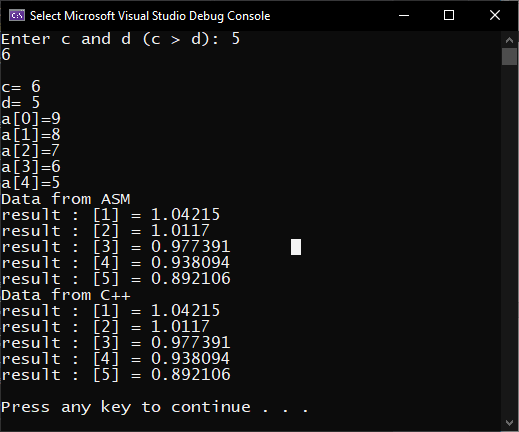 Select Microsoft Visual Studio Debug Console
Enter c and d (c > d): 5
6
c= 6
d= 5
a[0]=9
a[1]=8
a[2]=7
a[3]=6
a[4]=5
Data from ASM
result : [1] = 1.04215
result : [2] = 1.0117
result : [3] = 0.977391
result : [4] = 0.938094
result : [5] = 0.892106
Data from C++
result : [1] = 1.04215
result : [2] = 1.0117
result : [3] = 0.977391
result : [4] = 0.938094
result : [5] = 0.892106
Press any key to continue . . .